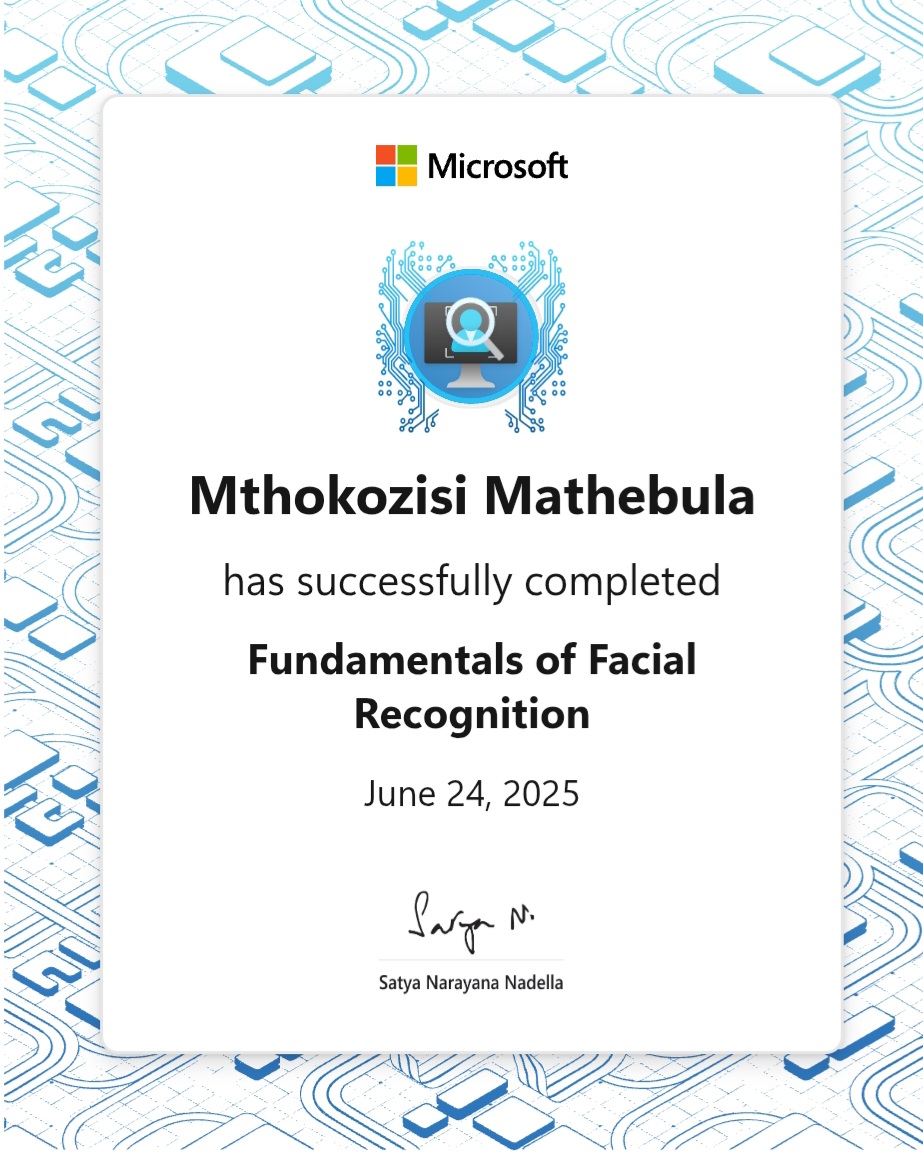 Microsoft
Mthokozisi Mathebula
has successfully completed
Fundamentals of Facial
Recognition
June 24, 2025
Satya N.
Satya Narayana Nadella